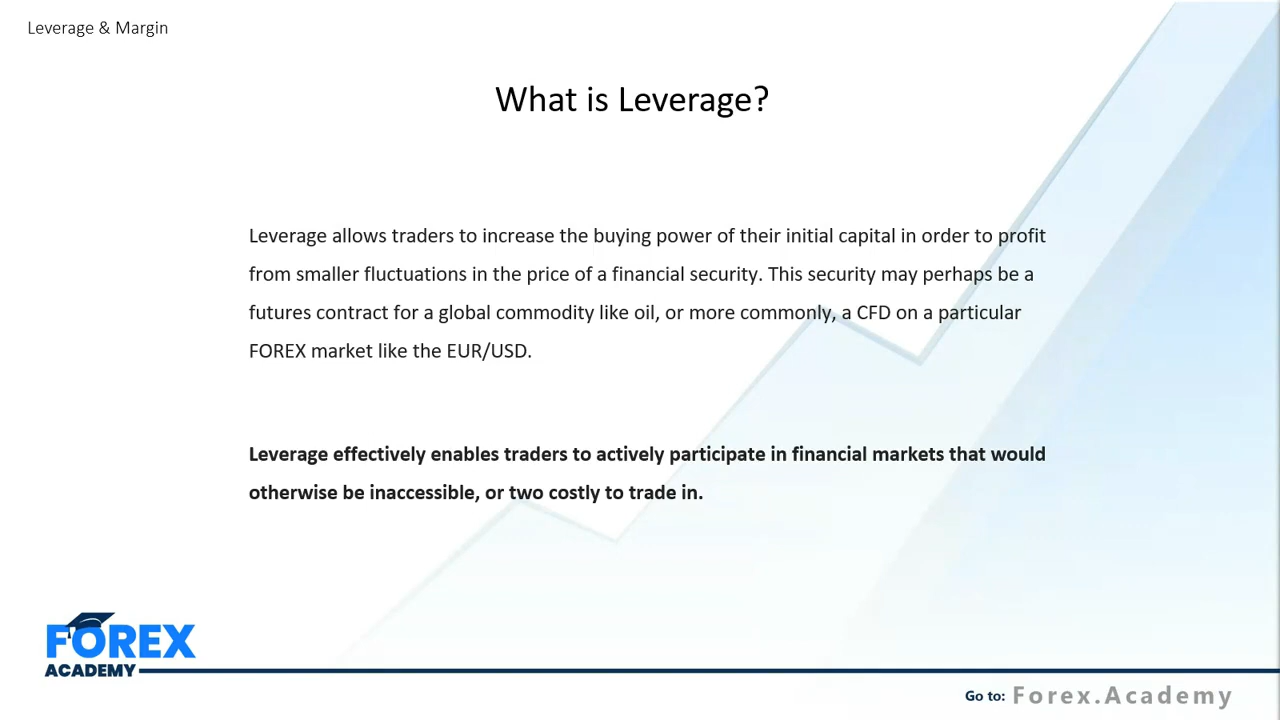 Leverage & Margin
What is Leverage?
Leverage allows traders to increase the buying power of their initial capital in order to profit
from smaller fluctuations in the price of a financial security. This security may perhaps be a
futures contract for a global commodity like oil, or more commonly, a CFD on a particular
FOREX market like the EUR/USD.
Leverage effectively enables traders to actively participate in financial markets that would
otherwise be inaccessible, or two costly to trade in.
FOREX
ACADEMY
Go to: Forex.Academy